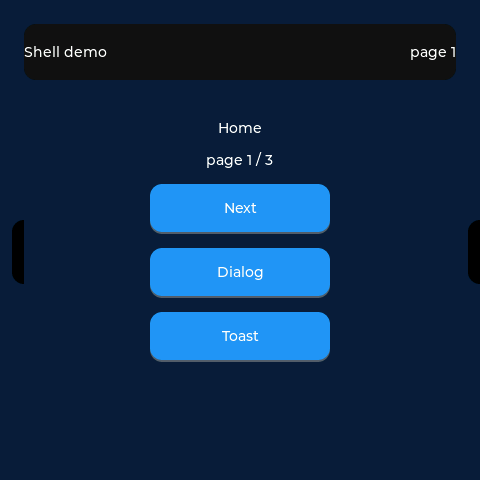 Shell demo page 1
Home
page 1 / 3
Next
Dialog
Toast